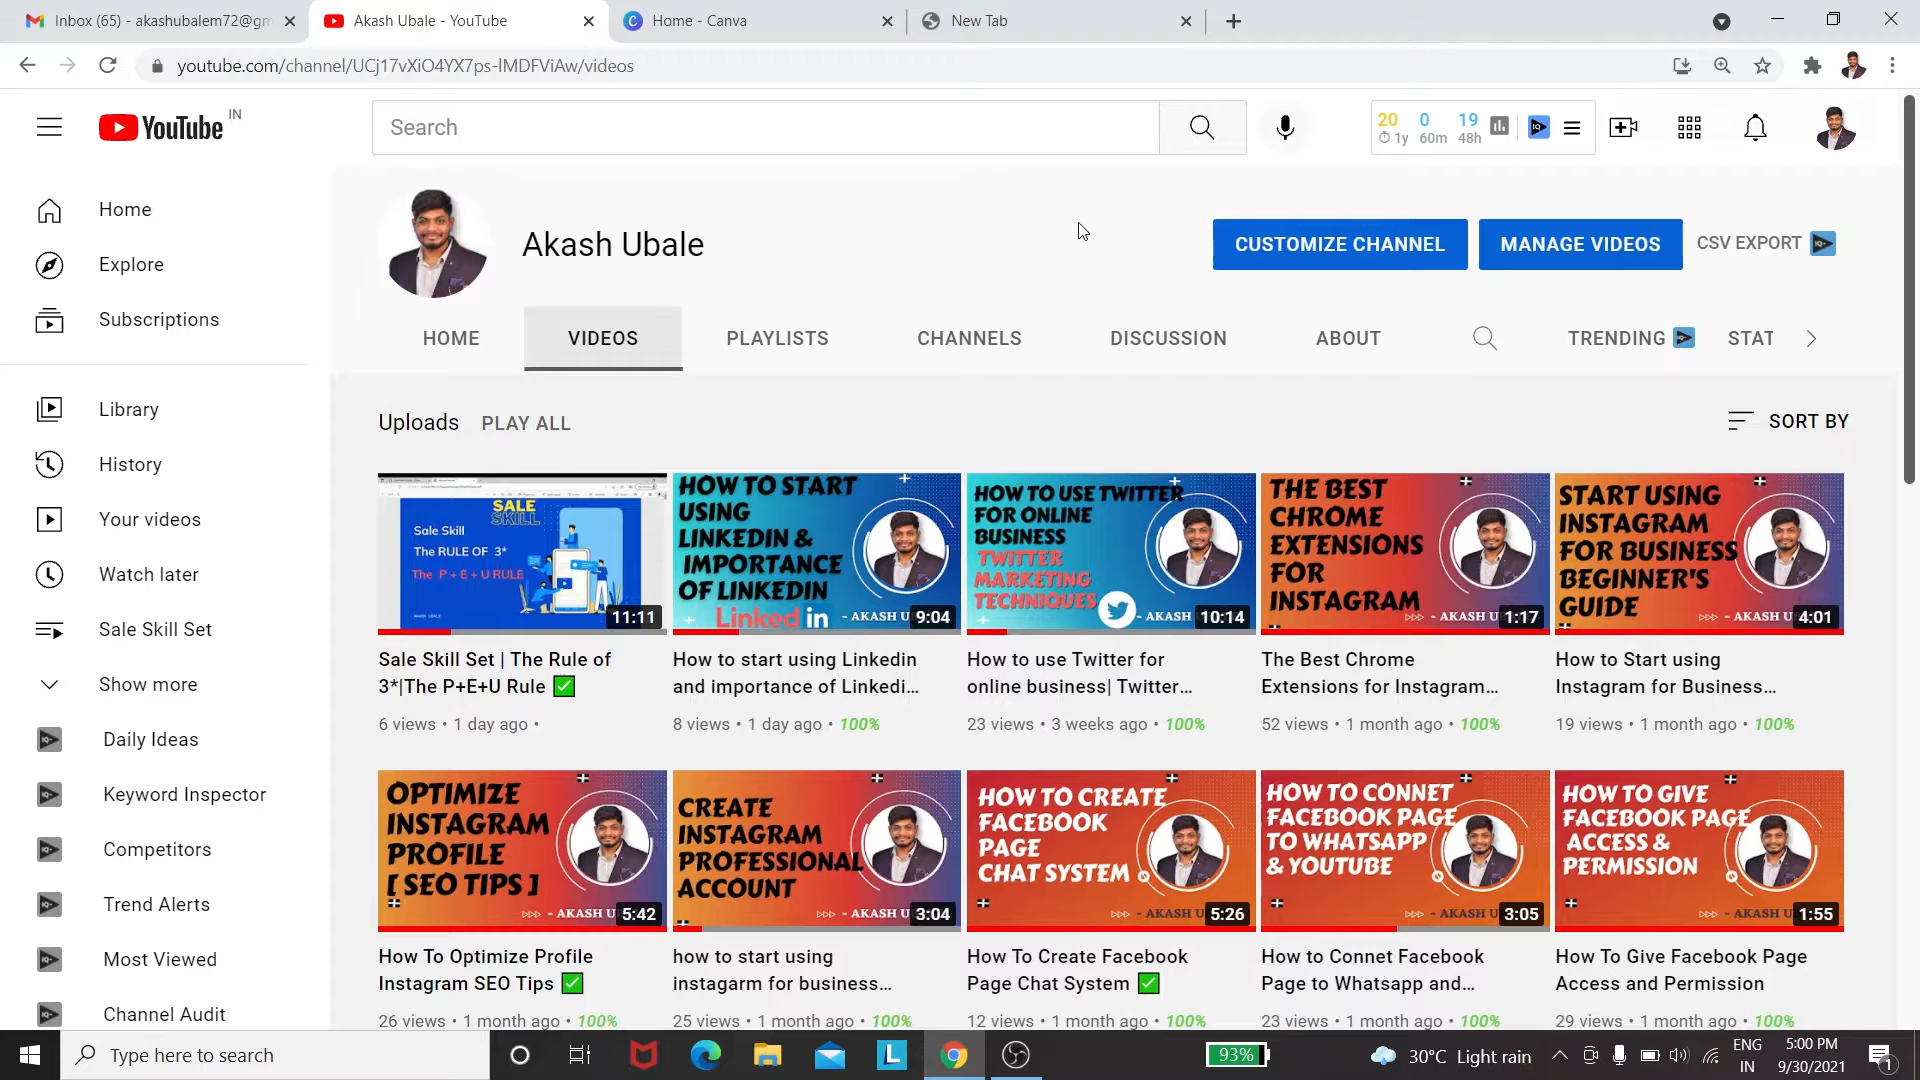 Inbox (65) - akashubalem72@gm
Akash Ubale - YouTube
Home - Canva
New Tab
youtube.com/channel/UCj17vXiO4YX7ps-lMDFViAw/videos
YouTube
IN
Search
20 0 19
1y 60m 48h
Home
Explore
Subscriptions
Library
History
Your videos
Watch later
Sale Skill Set
Show more
Daily Ideas
Keyword Inspector
Competitors
Trend Alerts
Most Viewed
Channel Audit
Akash Ubale
CUSTOMIZE CHANNEL
MANAGE VIDEOS
CSV EXPORT
HOME
VIDEOS
PLAYLISTS
CHANNELS
DISCUSSION
ABOUT
TRENDING
STAT
Uploads
PLAY ALL
SORT BY
SALE
SKILL
Sale Skill
The RULE OF 3*
The P + E + U RULE
11:11
Sale Skill Set | The Rule of
3*|The P+E+U Rule ✅
6 views • 1 day ago •
HOW TO START
USING
LINKEDIN &
IMPORTANCE
OF LINKEDIN
Linked in
- AKASH U
9:04
How to start using Linkedin
and importance of Linkedi...
8 views • 1 day ago • 100%
HOW TO USE TWITTER
FOR ONLINE
BUSINESS
TWITTER
MARKETING
TECHNIQUES
- AKASH
10:14
How to use Twitter for
online business| Twitter...
23 views • 3 weeks ago • 100%
THE BEST
CHROME
EXTENSIONS
FOR
INSTAGRAM
- AKASH U
1:17
The Best Chrome
Extensions for Instagram...
52 views • 1 month ago • 100%
START USING
INSTAGRAM
FOR BUSINESS
BEGINNER'S
GUIDE
- AKASH U
4:01
How to Start using
Instagram for Business...
19 views • 1 month ago • 100%
OPTIMIZE
INSTAGRAM
PROFILE
[ SEO TIPS ]
- AKASH U
5:42
How To Optimize Profile
Instagram SEO Tips ✅
26 views • 1 month ago • 100%
CREATE
INSTAGRAM
PROFESSIONAL
ACCOUNT
- AKASH U
3:04
how to start using
instagarm for business...
25 views • 1 month ago • 100%
HOW TO CREATE
FACEBOOK
PAGE
CHAT SYSTEM
- AKASH U
5:26
How To Create Facebook
Page Chat System ✅
12 views • 1 month ago • 100%
HOW TO CONNET
FACEBOOK PAGE
TO WHATSAPP
& YOUTUBE
- AKASH U
3:05
How to Connet Facebook
Page to Whatsapp and...
23 views • 1 month ago • 100%
HOW TO GIVE
FACEBOOK PAGE
ACCESS &
PERMISSION
- AKASH U
1:55
How To Give Facebook Page
Access and Permission
29 views • 1 month ago • 100%
Type here to search
93%
30°C Light rain
ENG
IN
5:00 PM
9/30/2021
1